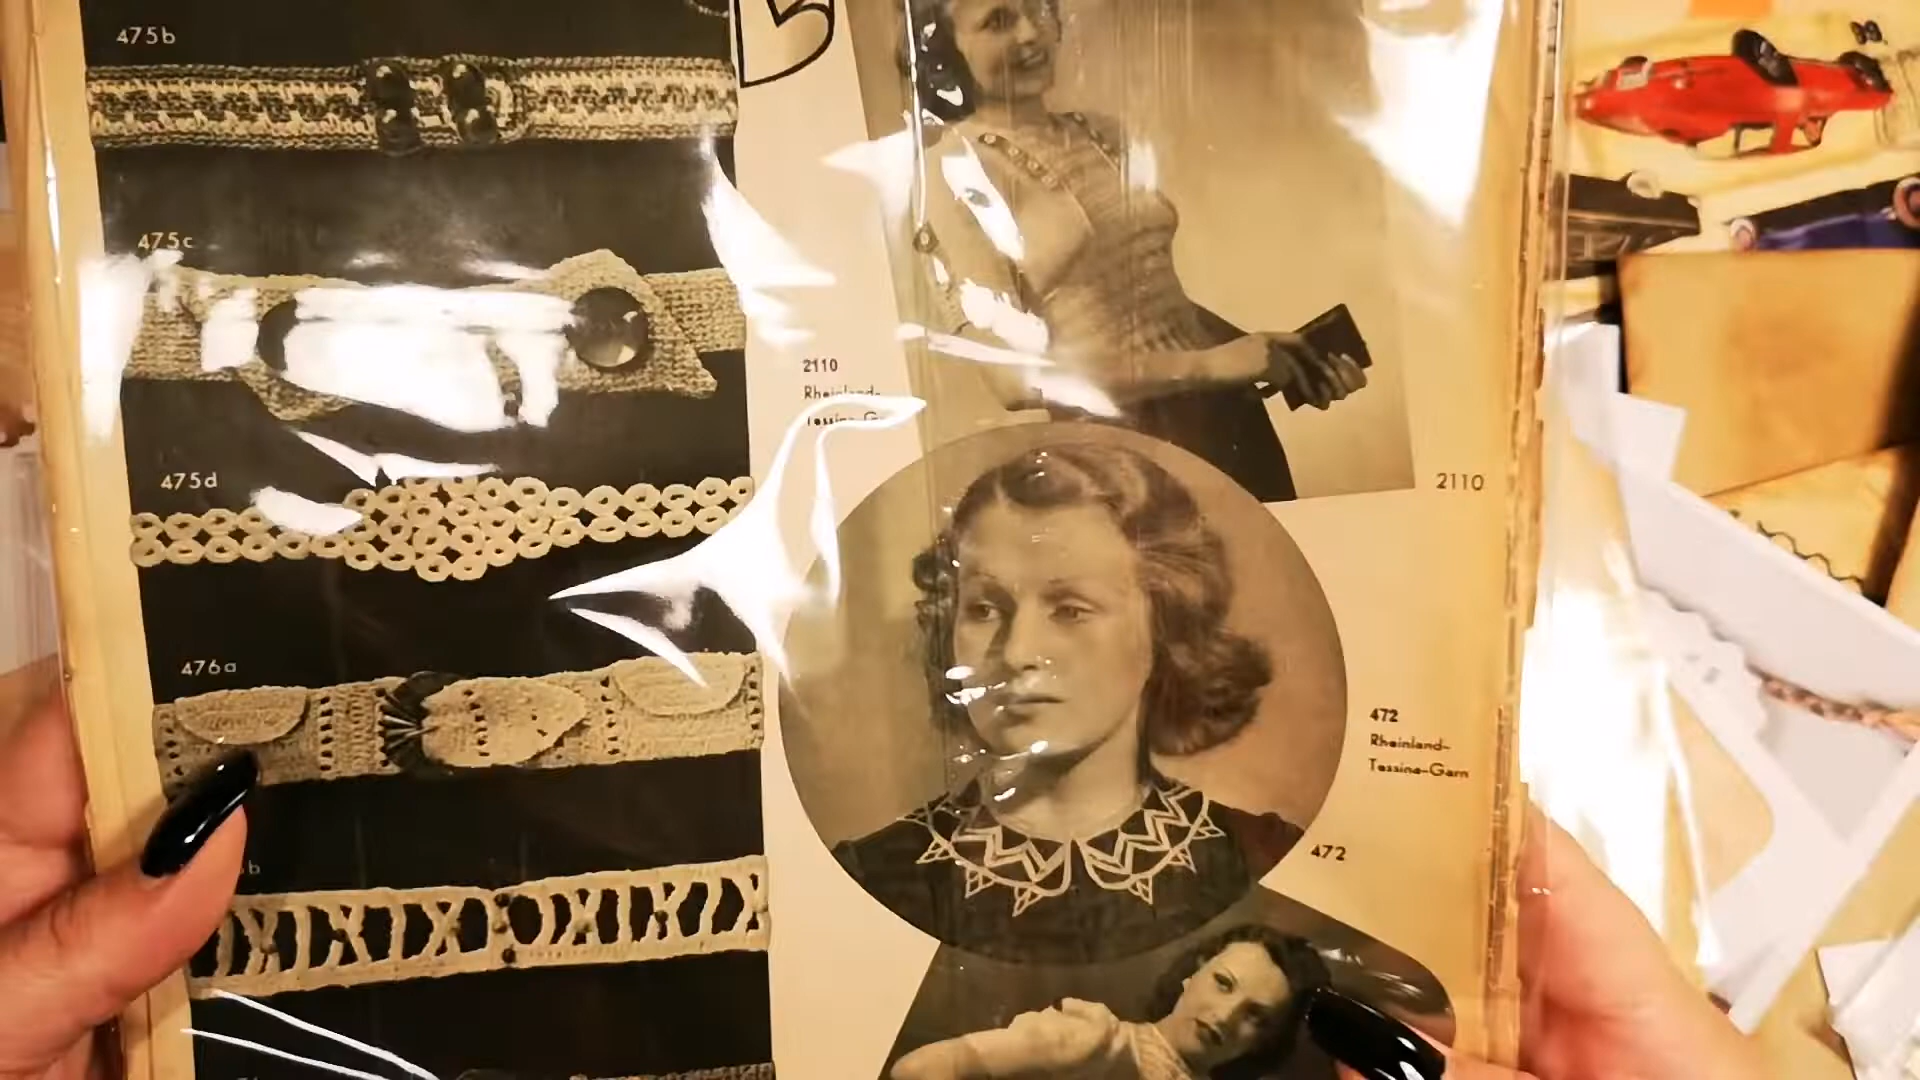 475b
475c
475d
476a
b
2110
Rheinland-
2110
472
Rheinland-
Tessina-Garn
472